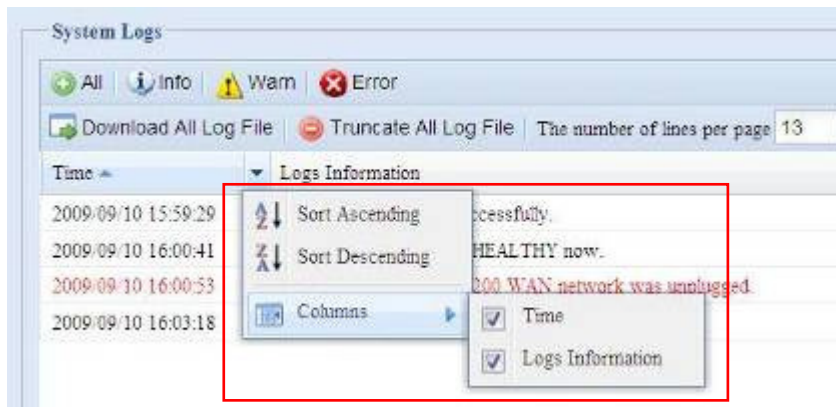 System Logs
All Info Warn Error
Download All Log File Truncate All Log File The number of lines per page 13
Time Logs Information
2009/09/10 15:59:29 ccessfully.
Sort Ascending
2009/09/10 16:00:41 HEALTHY now.
Sort Descending
2009/09/10 16:00:53 200 WAN network was unplugged.
2009/09/10 16:03:18
Columns
Time
Logs Information